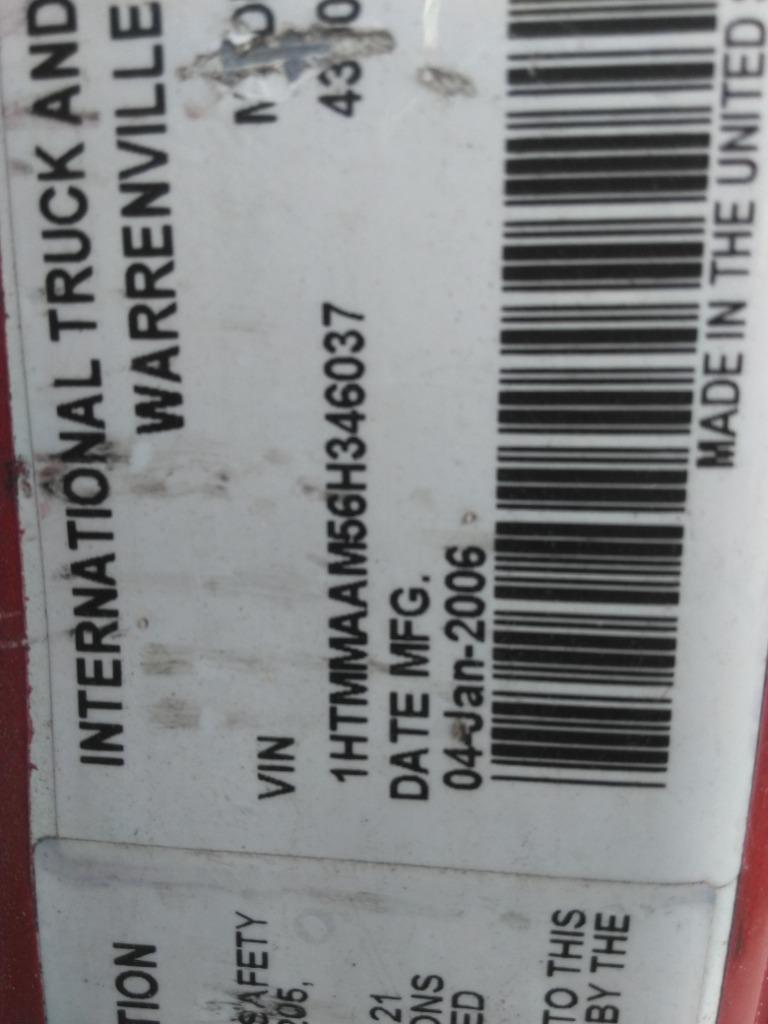 INTERNATIONAL TRUCK AND
WARRENVILLE
VIN
1HTMMAAM56H346037
DATE MFG.
04-Jan-2006
MADE IN THE UNITED
TION
SAFETY
205,
21
ONS
ED
TO THIS
BY THE